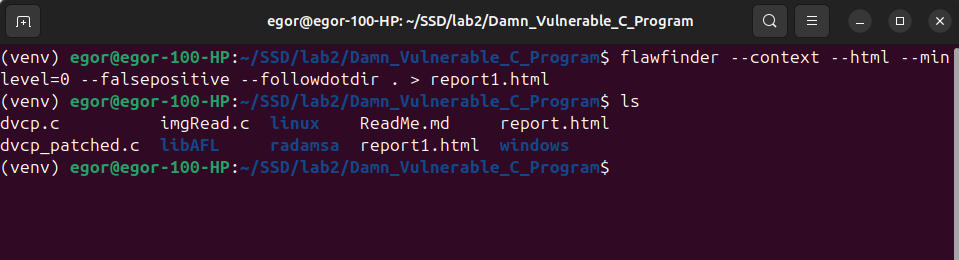 egor@egor-100-HP: ~/SSD/lab2/Damn_Vulnerable_C_Program
(venv) egor@egor-100-HP:~/SSD/lab2/Damn_Vulnerable_C_Program$ flawfinder --context --html --min
level=0 --falsepositive --followdotdir . > report1.html
(venv) egor@egor-100-HP:~/SSD/lab2/Damn_Vulnerable_C_Program$ ls
dvcp.c imgRead.c linux ReadMe.md report.html
dvcp_patched.c libAFL radamsa report1.html windows
(venv) egor@egor-100-HP:~/SSD/lab2/Damn_Vulnerable_C_Program$